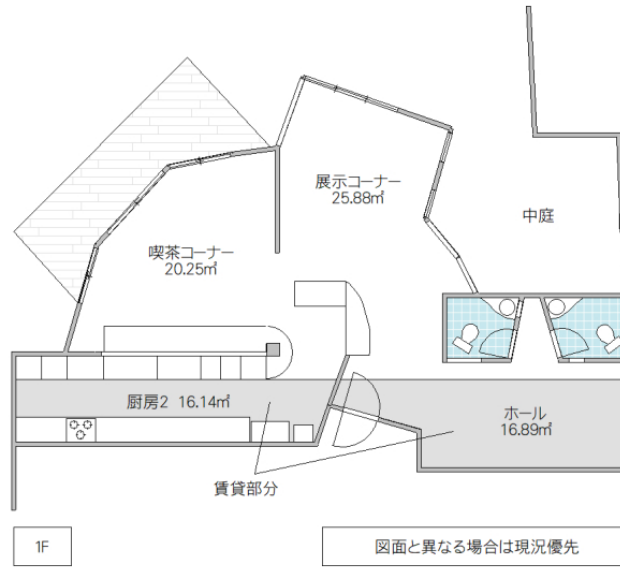 展示コーナー
25.88㎡
中庭
喫茶コーナー
20.25㎡
厨房2 16.14㎡
ホール
16.89㎡
賃貸部分
1F
図面と異なる場合は現況優先